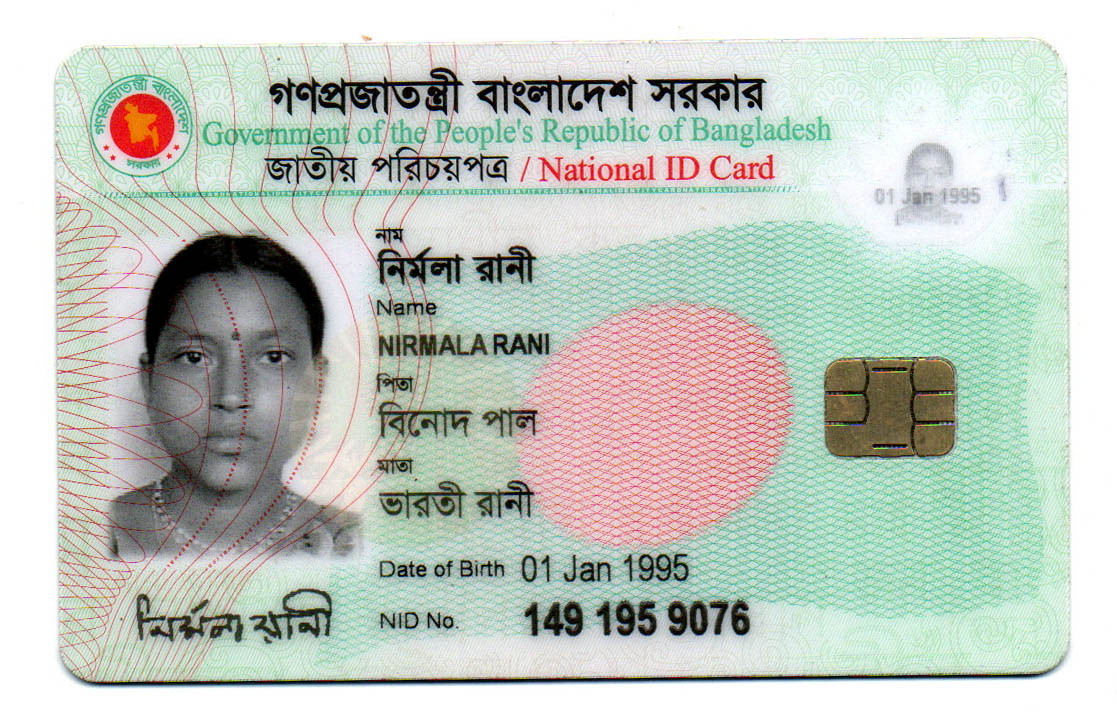 গণপ্রজাতন্ত্রী বাংলাদেশ সরকার
গণপ্রজাতন্ত্রী বাংলাদেশ সরকার
Government of the People's Republic of Bangladesh
জাতীয় পরিচয়পত্র / National ID Card
01 Jan 1995
নাম
নির্মলা রানী
Name
NIRMALA RANI
পিতা
বিনোদ পাল
মাতা
ভারতী রানী
Date of Birth 01 Jan 1995
নির্মলা রানী
NID No. 149 195 9076